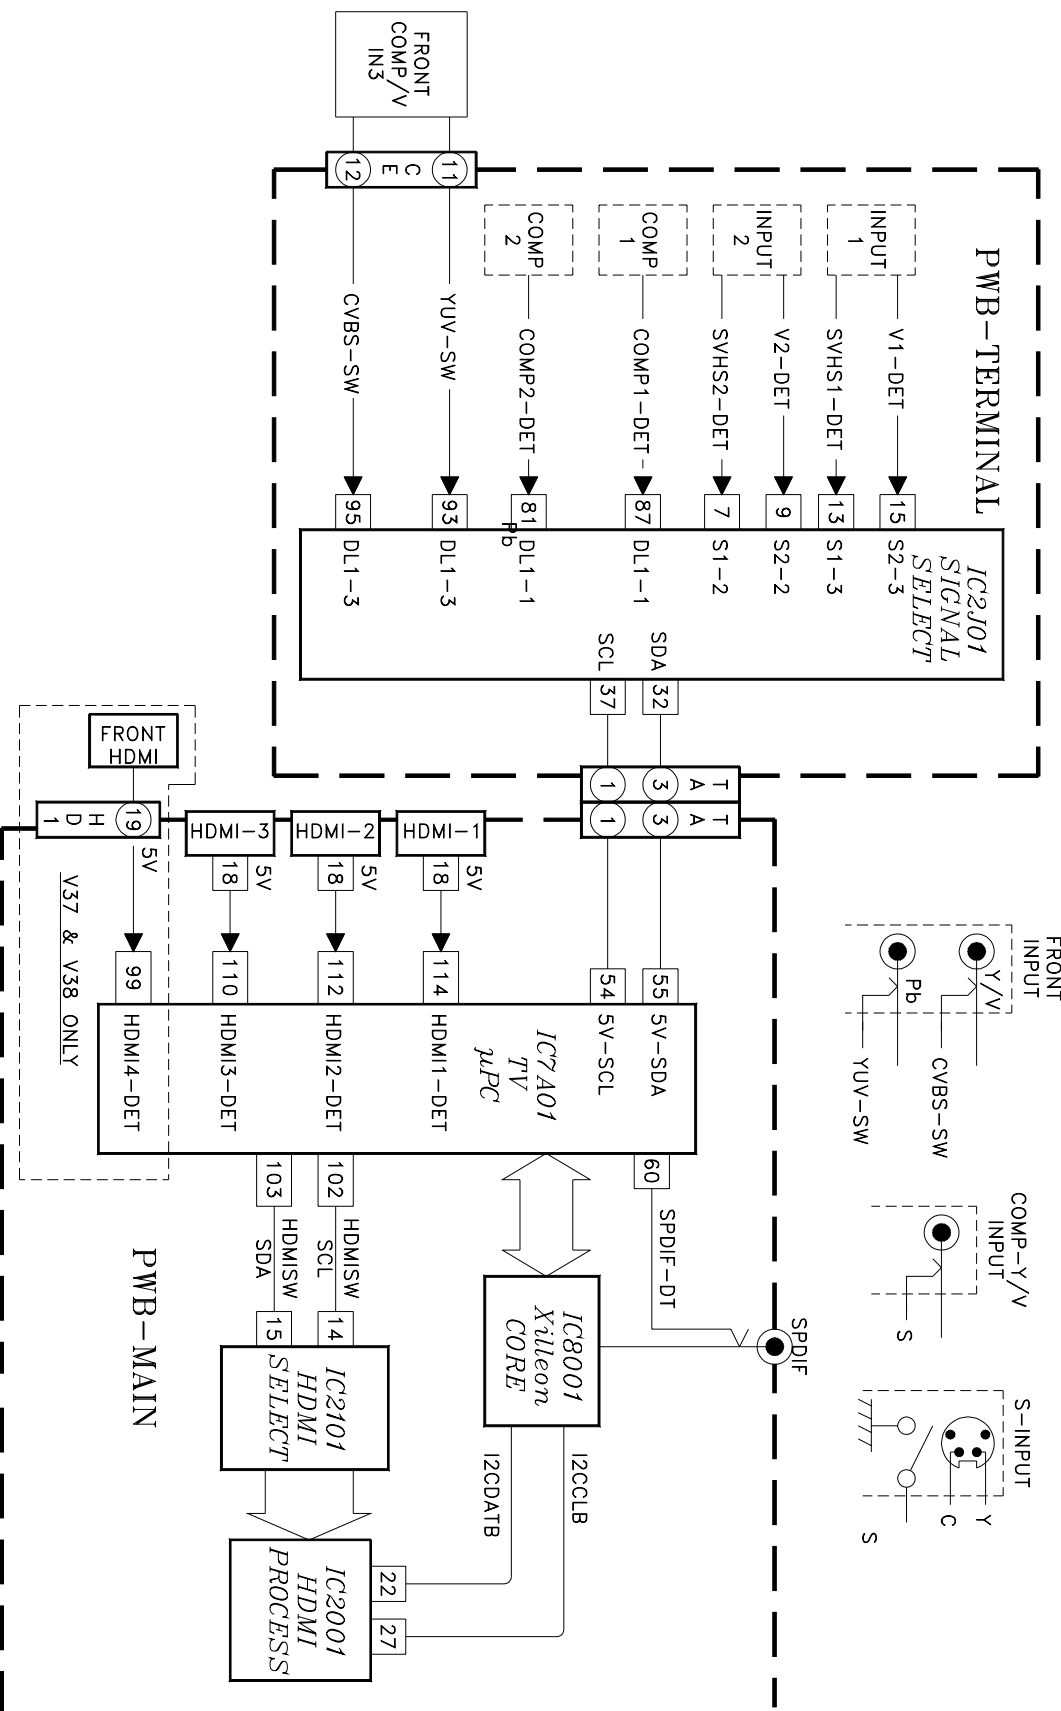 FRONT
COMP/V
IN3
11
12
C
E
PWB-TERMINAL
INPUT
1
INPUT
2
COMP
1
COMP
2
V1-DET
SVHS1-DET
V2-DET
SVHS2-DET
COMP1-DET
COMP2-DET
YUV-SW
CVBS-SW
15
S2-3
13
S1-3
9
S2-2
7
S1-2
87
DL1-1
81
DL1-1
Pb
93
DL1-3
95
DL1-3
IC2J01
SIGNAL
SELECT
SDA
SCL
32
37
T
A
3
1
T
A
3
1
FRONT
HDMI
H
D
1
19
5V
V37 & V38 ONLY
HDMI-3
18
5V
HDMI-2
18
5V
HDMI-1
18
5V
99
HDMI4-DET
110
HDMI3-DET
112
HDMI2-DET
114
HDMI1-DET
54
5V-SCL
55
5V-SDA
IC7A01
TV
µPC
60
SPDIF-DT
SPDIF
102
HDMISW
SCL
14
103
HDMISW
SDA
15
PWB-MAIN
IC8001
Xilleon
CORE
IC2101
HDMI
SELECT
I2CCLB
I2CDATB
22
27
IC2001
HDMI
PROCESS
FRONT
INPUT
Y/V
Pb
CVBS-SW
YUV-SW
COMP-Y/V
INPUT
S
S-INPUT
Y
C
S